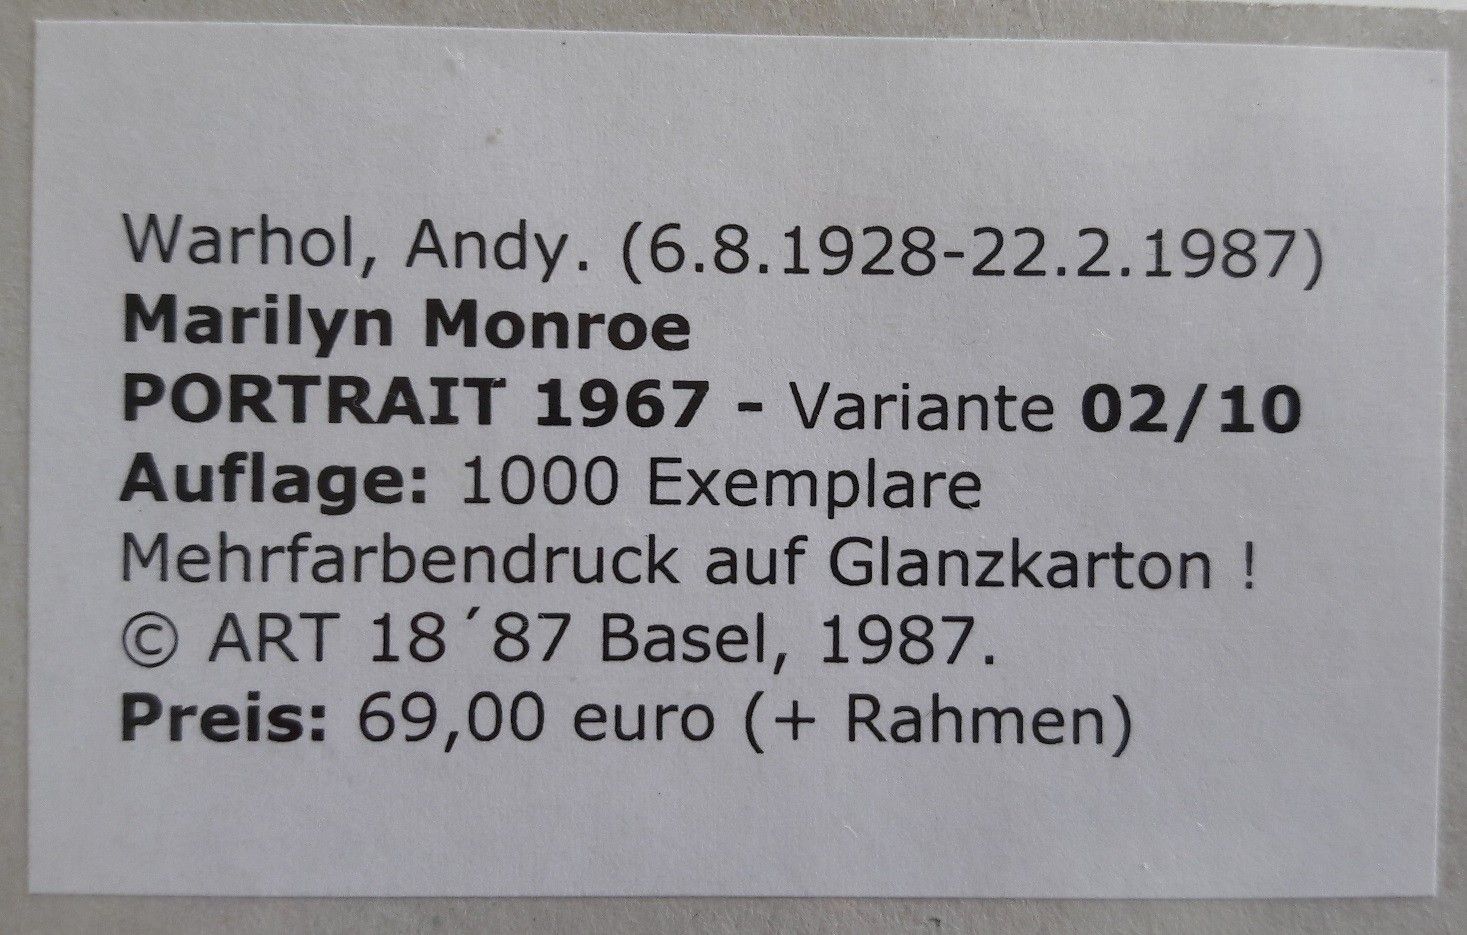 Warhol, Andy. (6.8.1928-22.2.1987)
Marilyn Monroe
PORTRAIT 1967 - Variante 02/10
Auflage: 1000 Exemplare
Mehrfarbendruck auf Glanzkarton !
© ART 18´87 Basel, 1987.
Preis: 69,00 euro (+ Rahmen)